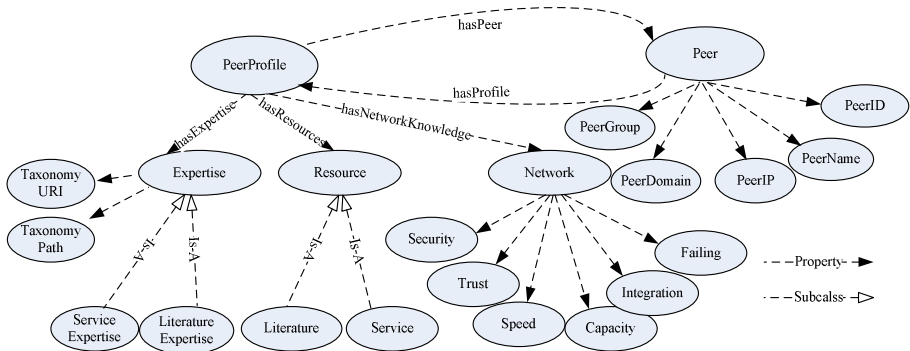 hasPeer
PeerProfile
Peer
hasProfile
PeerID
hasExpertise
hasResources
hasNetworkKnowledge
PeerGroup
PeerName
Taxonomy
URI
Expertise
Resource
Network
PeerDomain
PeerIP
Taxonomy
Path
Security
Failing
Is-A
Is-A
Is-A
Is-A
Property
Trust
Integration
Subcalss
Service
Expertise
Literature
Expertise
Literature
Service
Speed
Capacity